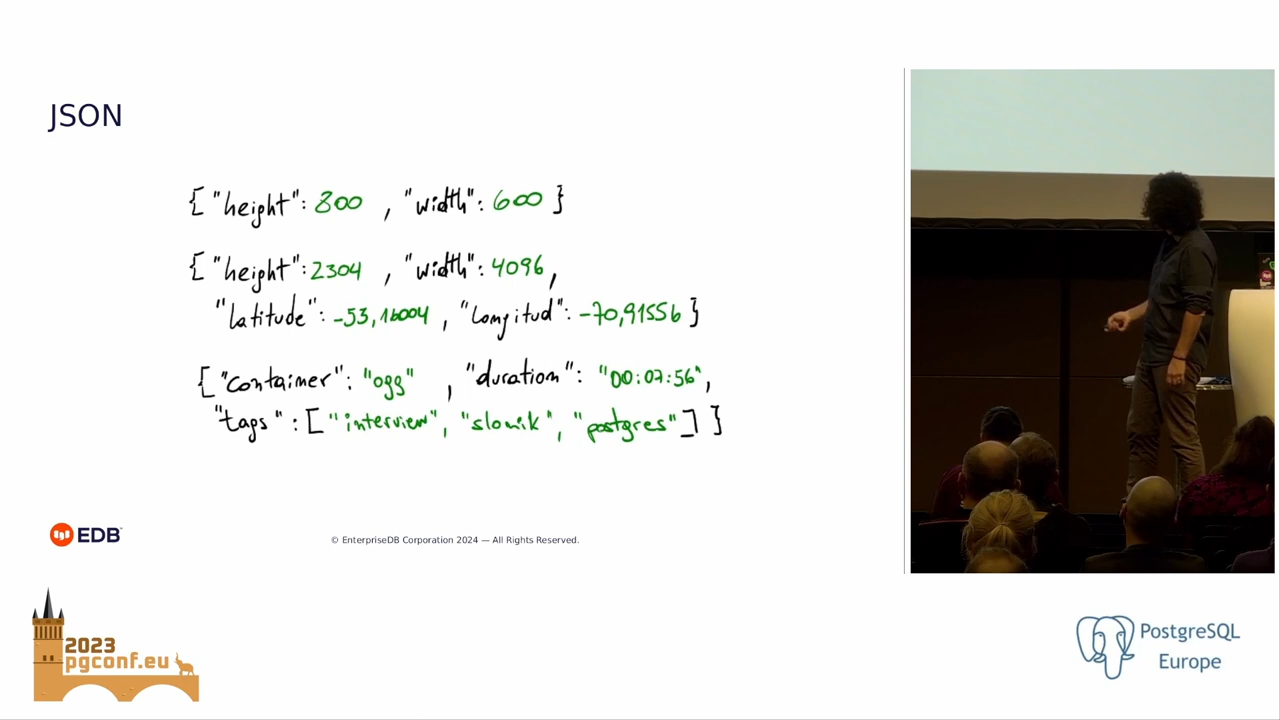 JSON
{ "height": 800 , "width": 600 }
{ "height": 2304 , "width": 4096,
"latitude": -53,16004 , "longitud": -70,91556 }
{ "container": "ogg" , "duration": "00:07:56",
"tags": [ "interview", "slonik", "postgres" ] }
EDB
© EnterpriseDB Corporation 2024 — All Rights Reserved.
2023
pgconf.eu
PostgreSQL
Europe